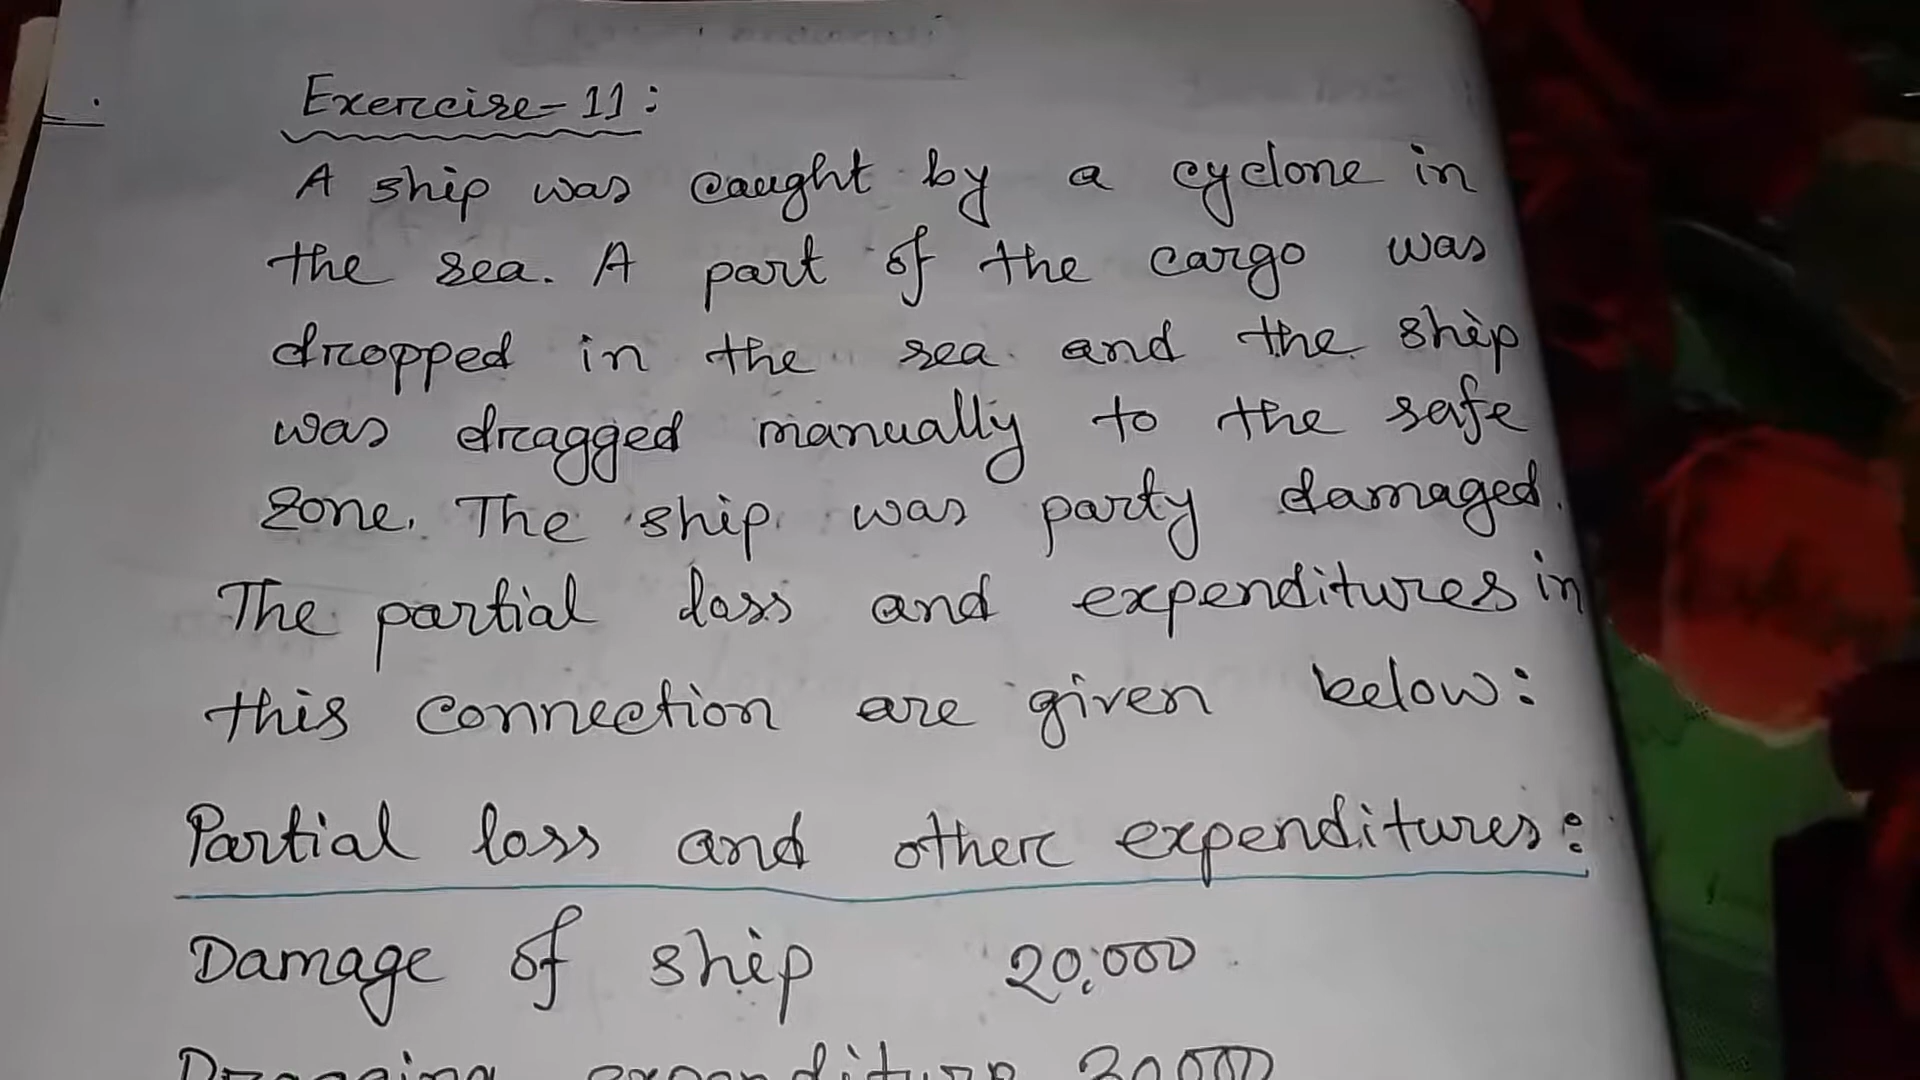 Exercise-11:
A ship was caught by a cyclone in
the sea. A part of the cargo was
dropped in the sea and the ship
was dragged manually to the safe
zone. The ship was party damaged.
The partial loss and expenditures in
this connection are given below:
Partial loss and other expenditures:
Damage of ship 20,000
Dragging expenditure